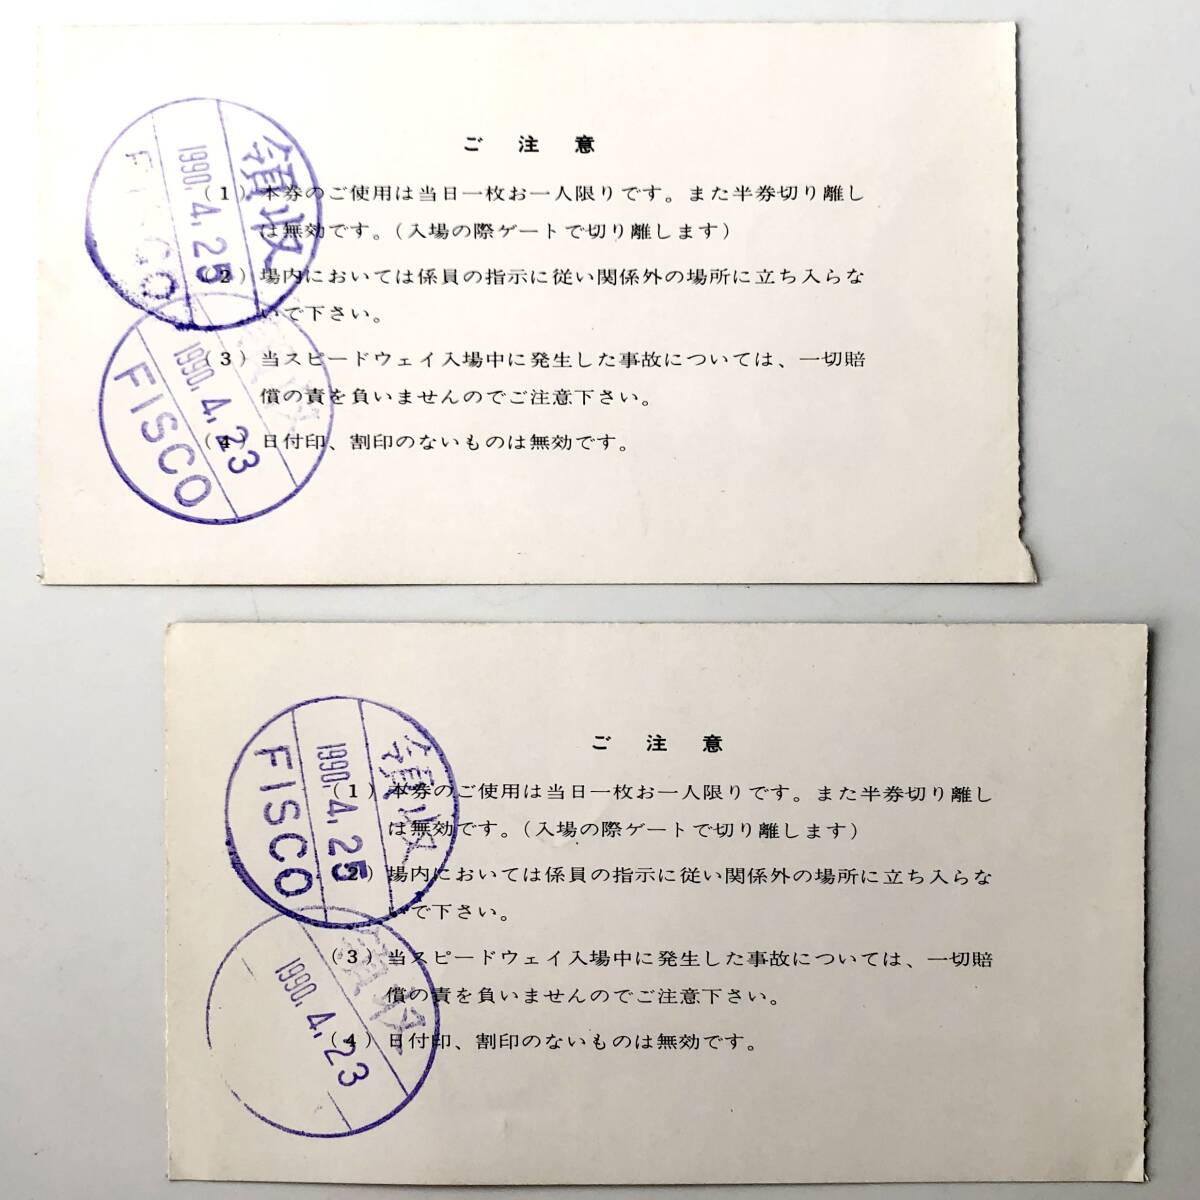 ご注意
(1) 本券のご使用は当日一枚お一人限りです。また半券切り離し
は無効です。(入場の際ゲートで切り離します)
(2) 場内においては係員の指示に従い関係外の場所に立ち入らな
いで下さい。
(3) 当スピードウェイ入場中に発生した事故については、一切賠
償の責を負いませんのでご注意下さい。
(4) 日付印、割印のないものは無効です。
領収
1990.4.25
FISCO
領収
1990.4.23
FISCO
ご注意
(1) 本券のご使用は当日一枚お一人限りです。また半券切り離し
は無効です。(入場の際ゲートで切り離します)
(2) 場内においては係員の指示に従い関係外の場所に立ち入らな
いで下さい。
(3) 当スピードウェイ入場中に発生した事故については、一切賠
償の責を負いませんのでご注意下さい。
(4) 日付印、割印のないものは無効です。
領収
1990.4.25
FISCO
領収
1990.4.23